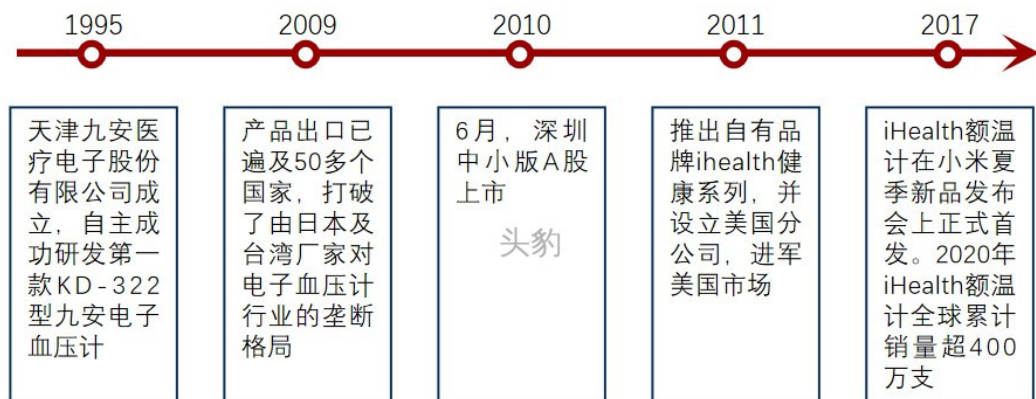 1995
2009
2010
2011
2017
天津九安医
疗电子股份
有限公司成
立，自主成
功研发第一
款KD-322
型九安电子
血压计
产品出口已
遍及50多个
国家，打破
了由日本及
台湾厂家对
电子血压计
行业的垄断
格局
6月，深圳
中小版A股
上市
头豹
推出自有品
牌ihealth健
康系列，并
设立美国分
公司，进军
美国市场
iHealth额温
计在小米夏
季新品发布
会上正式首
发。2020年
iHealth额温
计全球累计
销量超400
万支